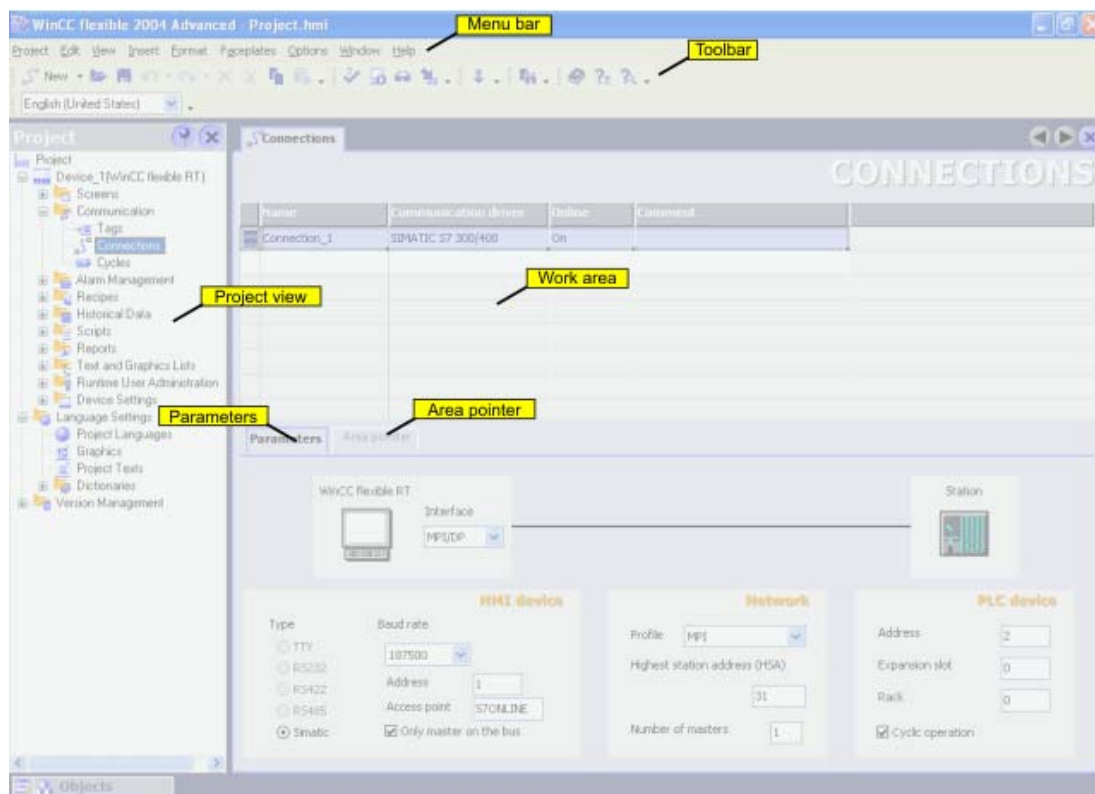 WinCC flexible 2004 Advanced - Project.hmi
Menu bar
Project Edit View Insert Format Faceplates Options Window Help
Toolbar
New
English (United States)
Project
Connections
Project
Device_1(WinCC flexible RT)
Screens
Communication
Tags
Connections
Cycles
Alarm Management
Recipes
Historical Data
Scripts
Reports
Text and Graphics Lists
Runtime User Administration
Device Settings
Language Settings
Project Languages
Graphics
Project Texts
Dictionaries
Version Management
Project view
CONNECTIONS
Name Communication driver Online Comment
Connection_1 SIMATIC S7 300/400 On
Work area
Parameters
Area pointer
Parameters Area pointer
WinCC flexible RT
Interface
MPI/DP
Station
HMI device
Type
TTY
RS232
RS422
RS485
Simatic
Baud rate
187500
Address 1
Access point S7ONLINE
Only master on the bus
Network
Profile MPI
Highest station address (HSA)
31
Number of masters 1
PLC device
Address 2
Expansion slot 0
Rack 0
Cyclic operation
Objects